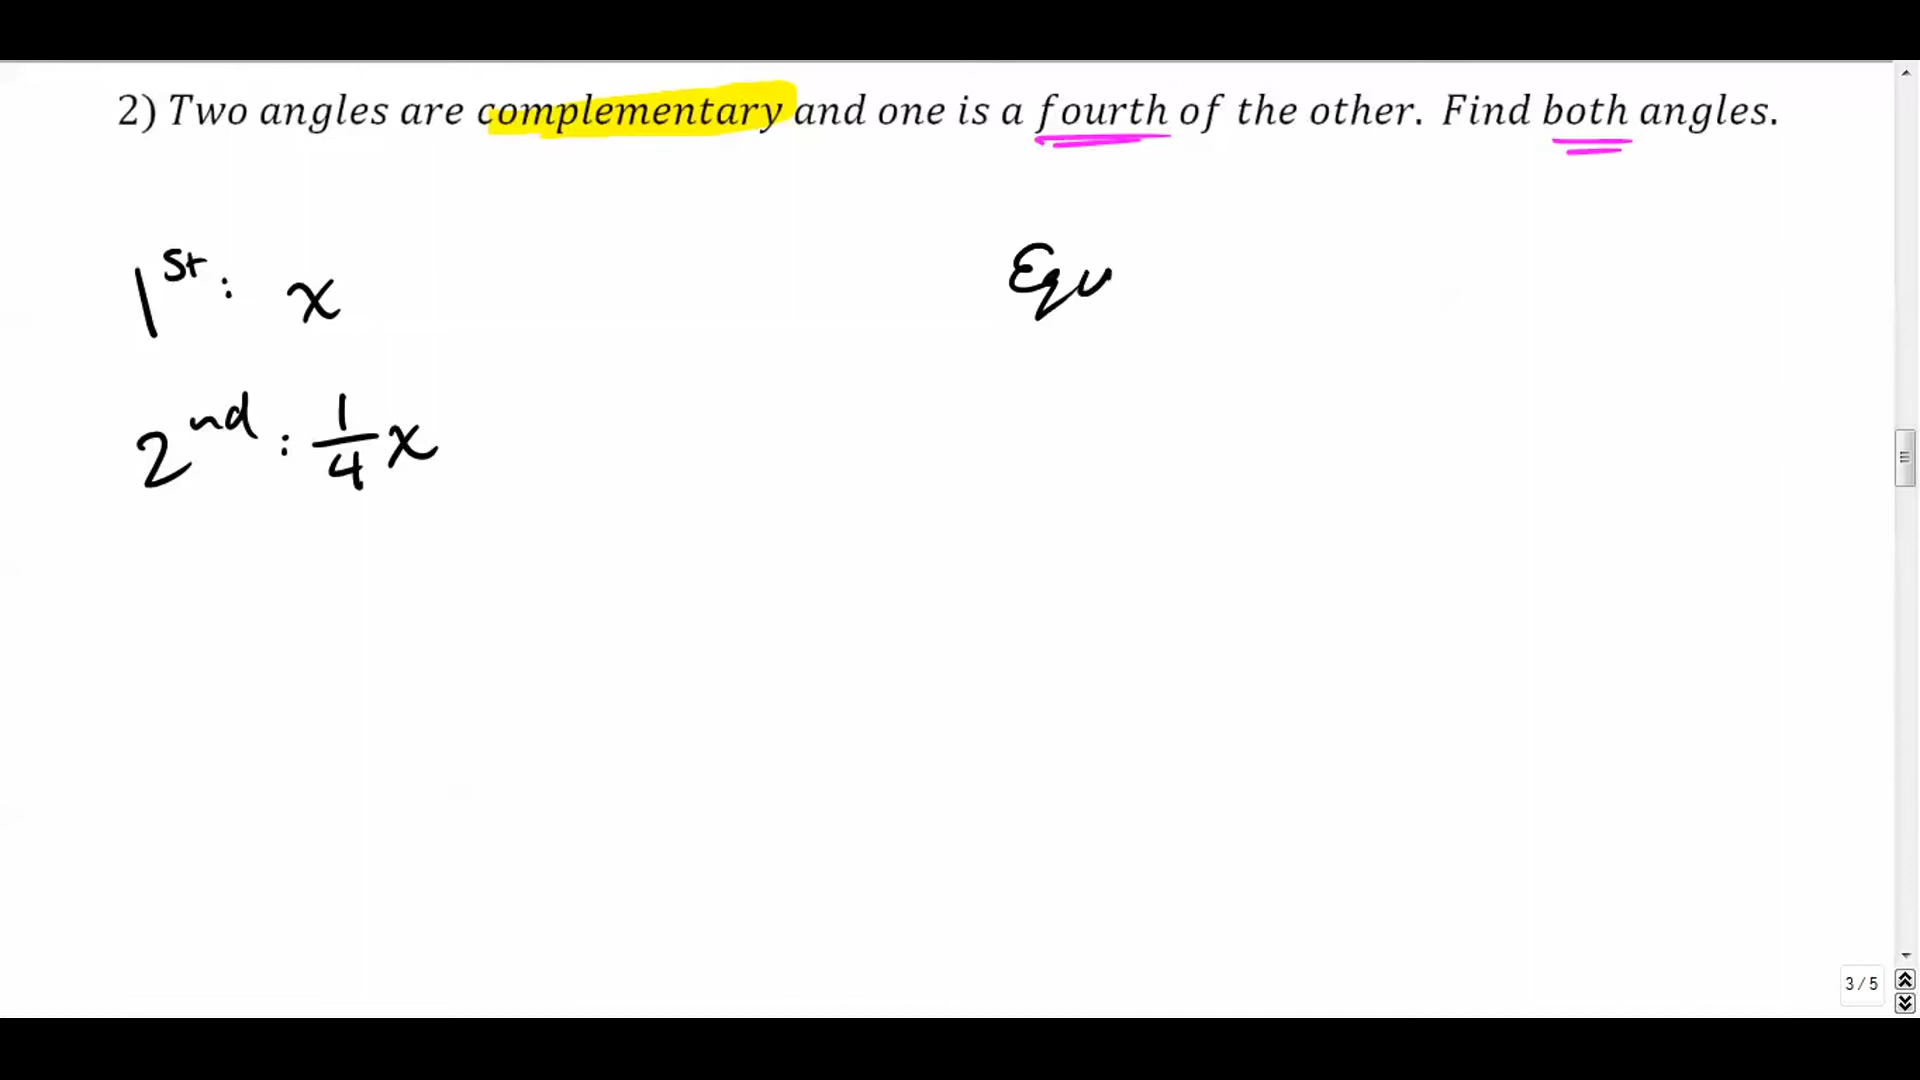 2) Two angles are complementary and one is a fourth of the other. Find both angles.
1st: x
Equ
2nd: 1/4 x
3 / 5